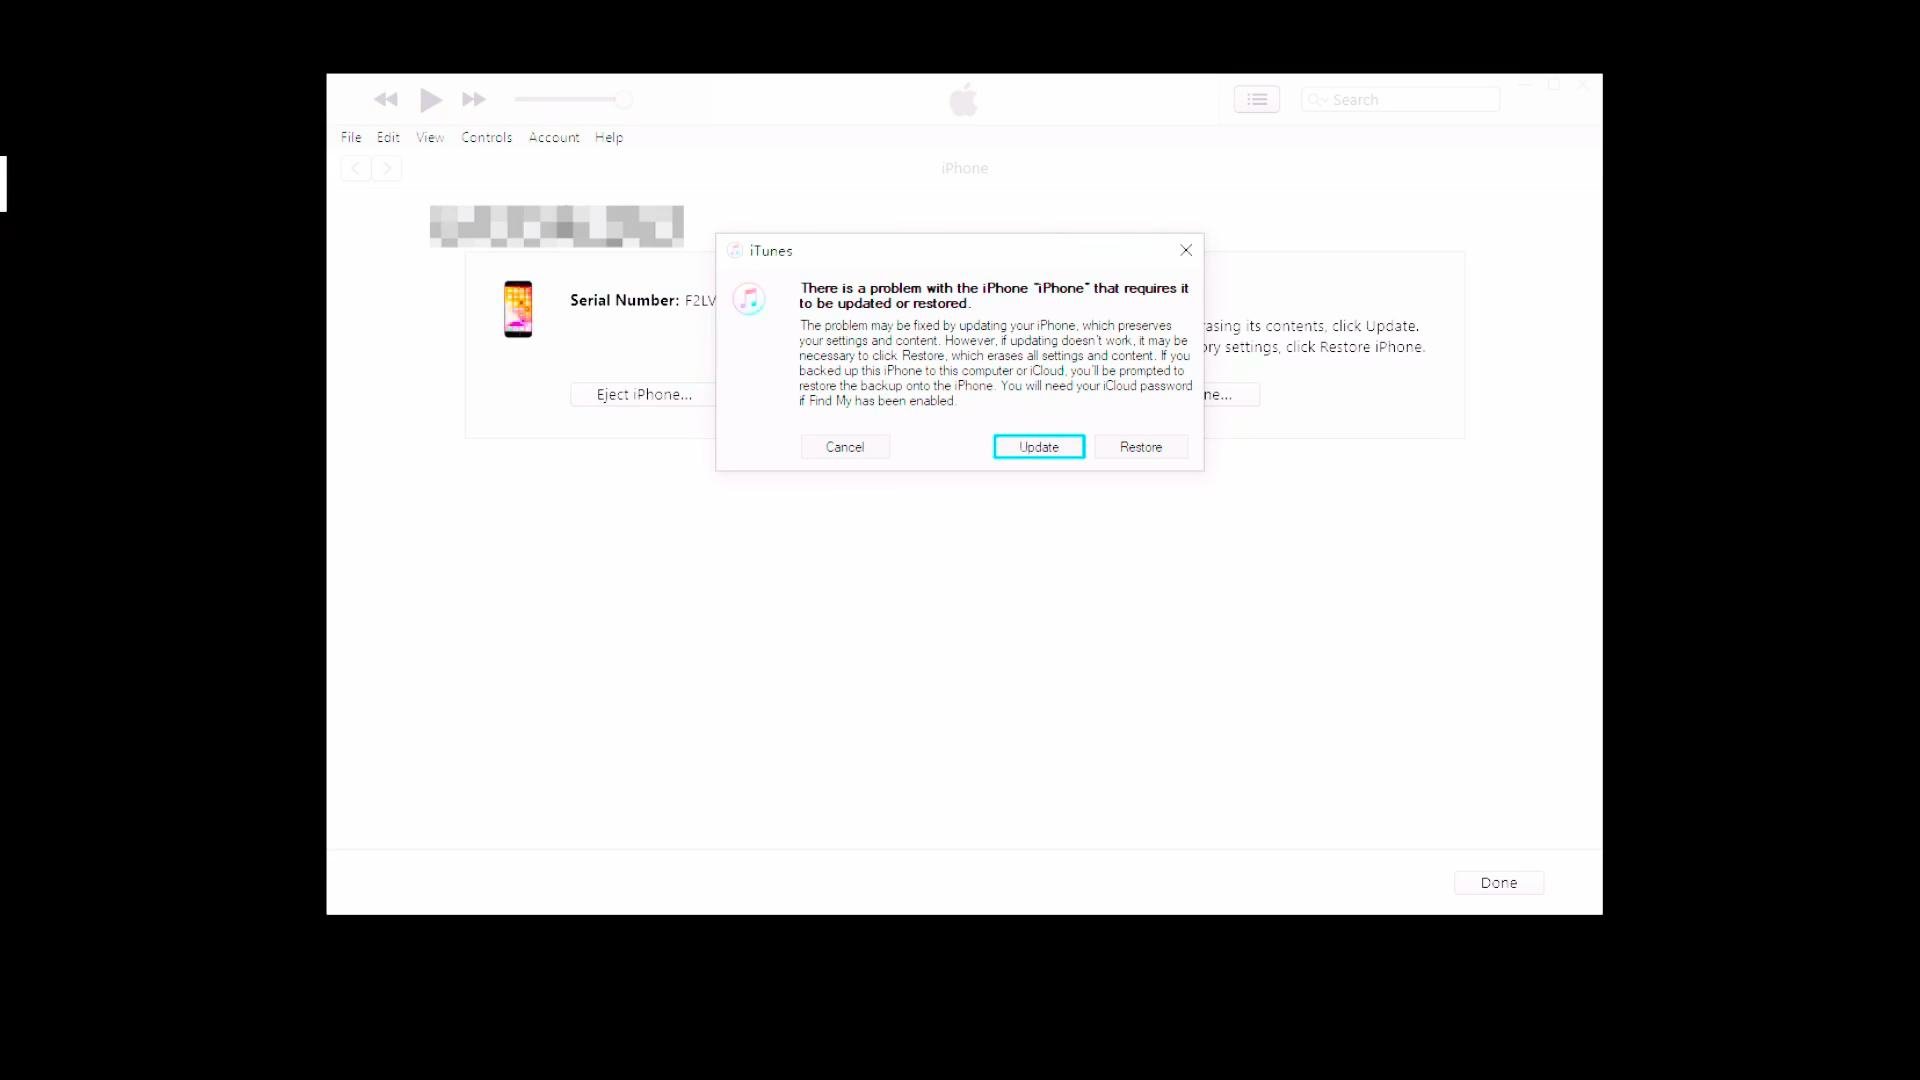 Search
File Edit View Controls Account Help
iPhone
iTunes
There is a problem with the iPhone "iPhone" that requires it
to be updated or restored.
The problem may be fixed by updating your iPhone, which preserves
your settings and content. However, if updating doesn't work, it may be
necessary to click Restore, which erases all settings and content. If you
backed up this iPhone to this computer or iCloud, you'll be prompted to
restore the backup onto the iPhone. You will need your iCloud password
if Find My has been enabled.
Cancel Update Restore
Serial Number: F2LV
asing its contents, click Update.
ory settings, click Restore iPhone.
Eject iPhone...
ne...
Done